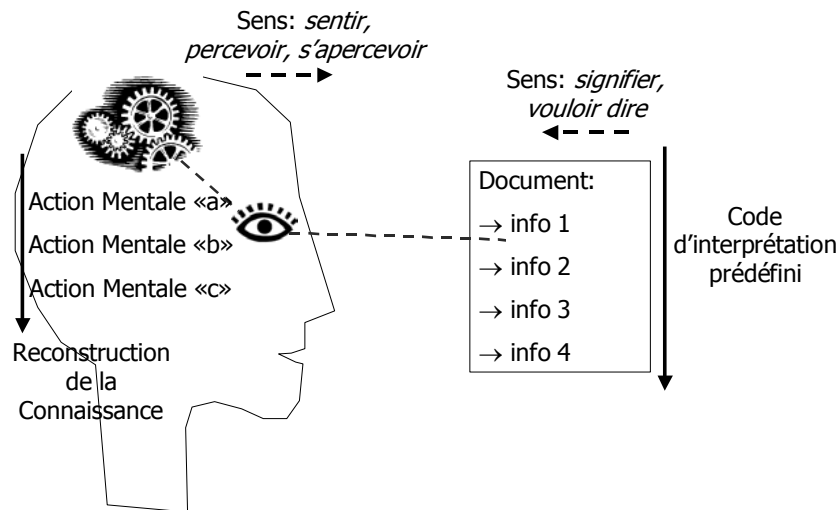 Sens: sentir,
percevoir, s’apercevoir
Sens: signifier,
vouloir dire
Action Mentale «a»
Action Mentale «b»
Action Mentale «c»
Reconstruction
de la
Connaissance
Document:
→ info 1
→ info 2
→ info 3
→ info 4
Code
d’interprétation
prédéfini